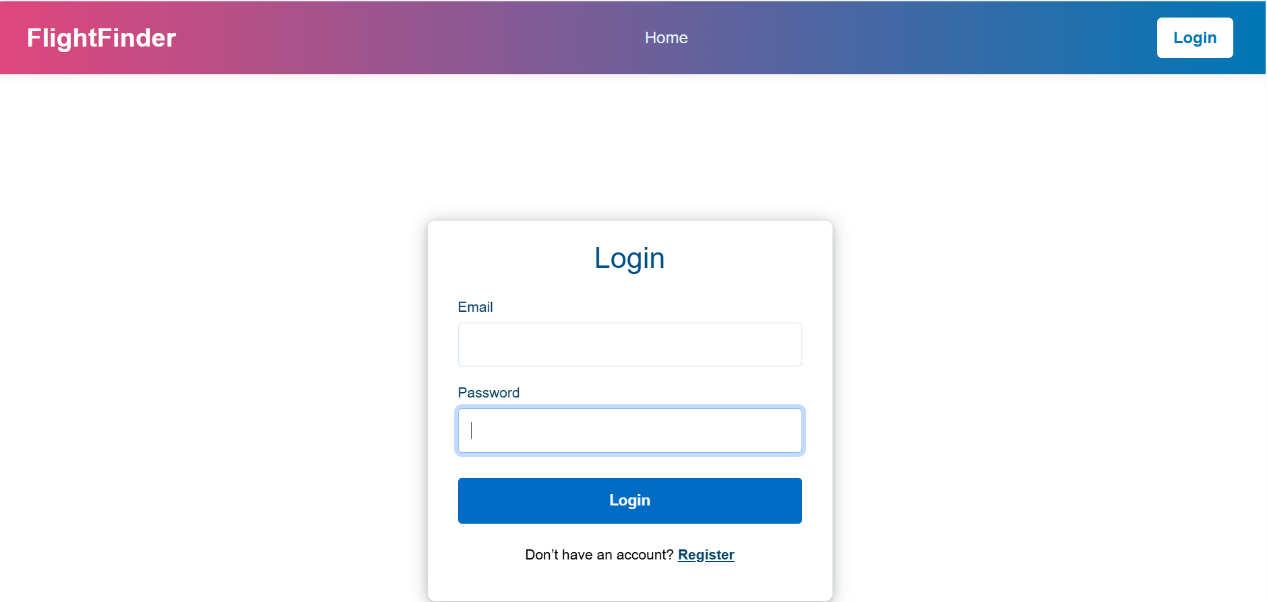 FlightFinder
Home
Login
Login
Email
Password
Login
Don’t have an account? Register